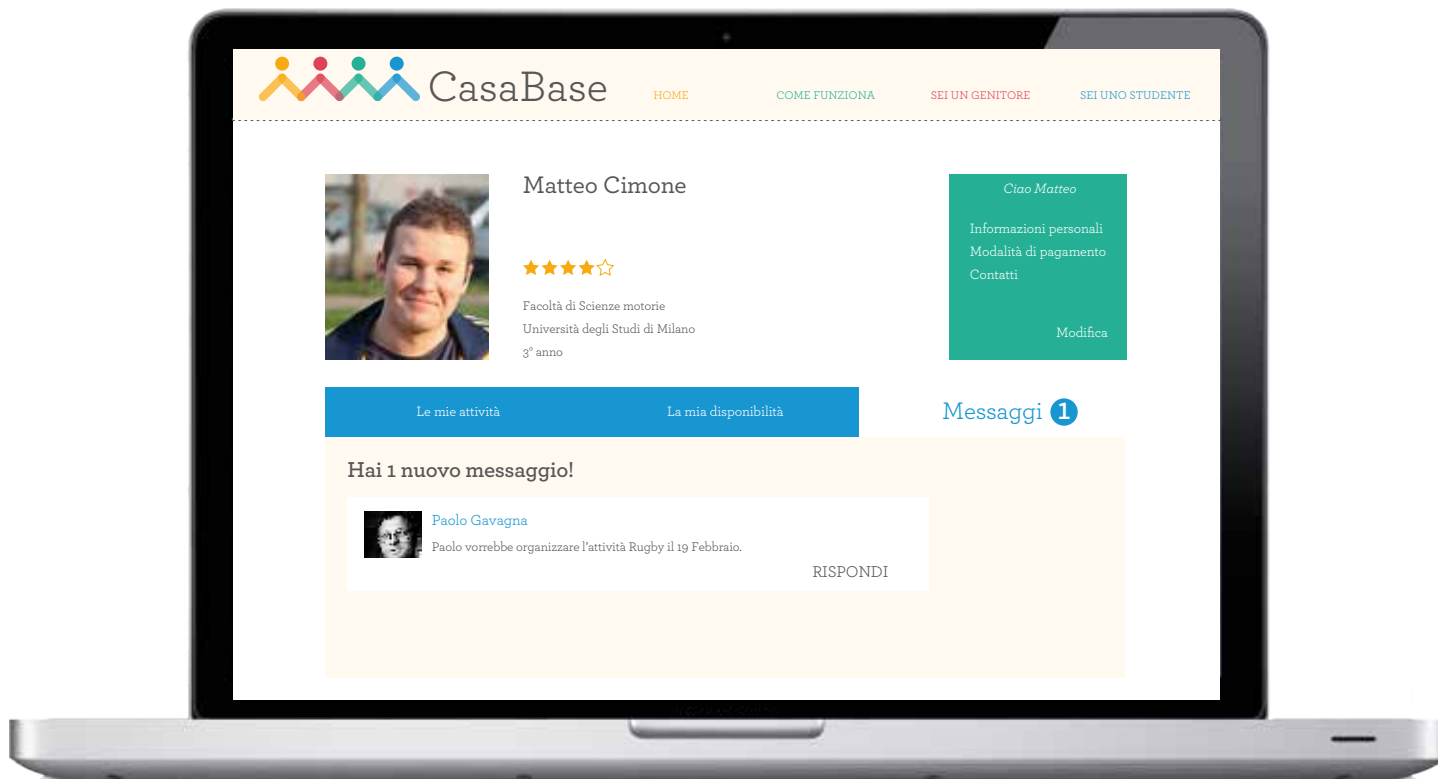 CasaBase
HOME
COME FUNZIONA
SEI UN GENITORE
SEI UNO STUDENTE
Matteo Cimone
Facoltà di Scienze motorie
Università degli Studi di Milano
3° anno
Ciao Matteo
Informazioni personali
Modalità di pagamento
Contatti
Modifica
Le mie attività
La mia disponibilità
Messaggi 1
Hai 1 nuovo messaggio!
Paolo Gavagna
Paolo vorrebbe organizzare l'attività Rugby il 19 Febbraio.
RISPONDI